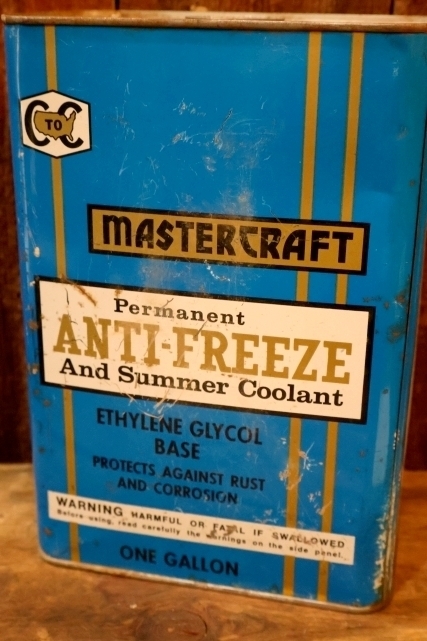 C TO C
MASTERCRAFT
Permanent
ANTI-FREEZE
And Summer Coolant
ETHYLENE GLYCOL
BASE
PROTECTS AGAINST RUST
AND CORROSION
WARNING HARMFUL OR FATAL IF SWALLOWED
Before using, read carefully the warnings on the side panel.
ONE GALLON